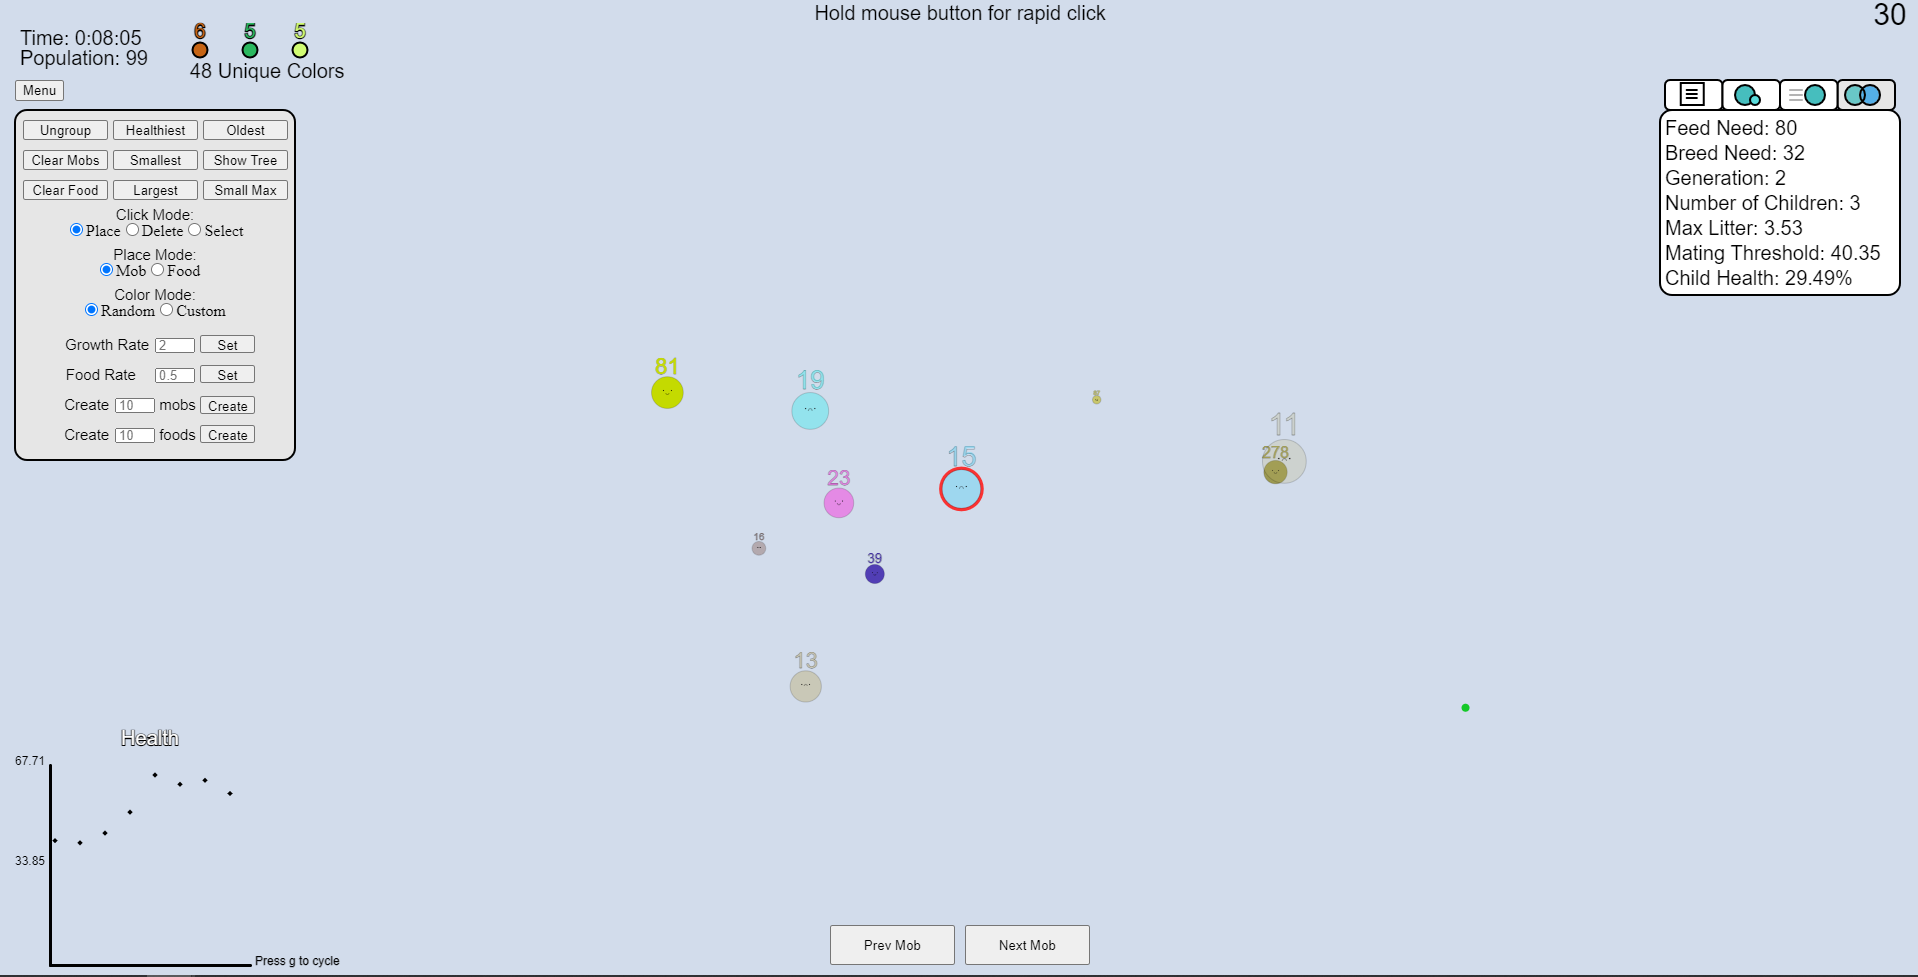 Hold mouse button for rapid click
30
Time: 0:08:05
Population: 99
6 5 5
48 Unique Colors
Menu
Ungroup Healthiest Oldest
Clear Mobs Smallest Show Tree
Clear Food Largest Small Max
Click Mode:
Place Delete Select
Place Mode:
Mob Food
Color Mode:
Random Custom
Growth Rate 2 Set
Food Rate 0.5 Set
Create 10 mobs Create
Create 10 foods Create
Feed Need: 80
Breed Need: 32
Generation: 2
Number of Children: 3
Max Litter: 3.53
Mating Threshold: 40.35
Child Health: 29.49%
81
19
11
278
15
23
16
39
13
Health
67.71
33.85
Press g to cycle
Prev Mob Next Mob